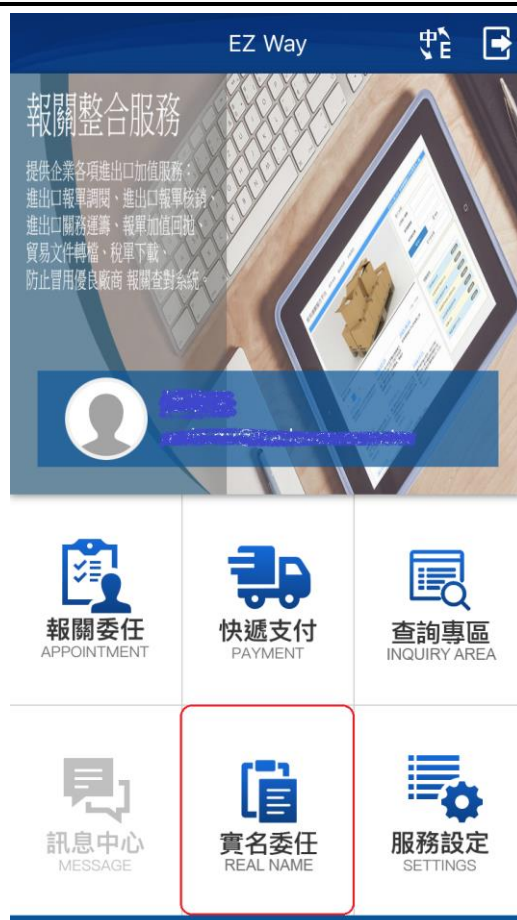 EZ Way
中E
報關整合服務
提供企業各項進出口加值服務：
進出口報單調閱、進出口報單核銷、
進出口關務運籌、報單加值回拋、
貿易文件轉檔、稅單下載、
防止冒用優良廠商 報關查對系統。
報關委任
APPOINTMENT
快遞支付
PAYMENT
查詢專區
INQUIRY AREA
訊息中心
MESSAGE
實名委任
REAL NAME
服務設定
SETTINGS